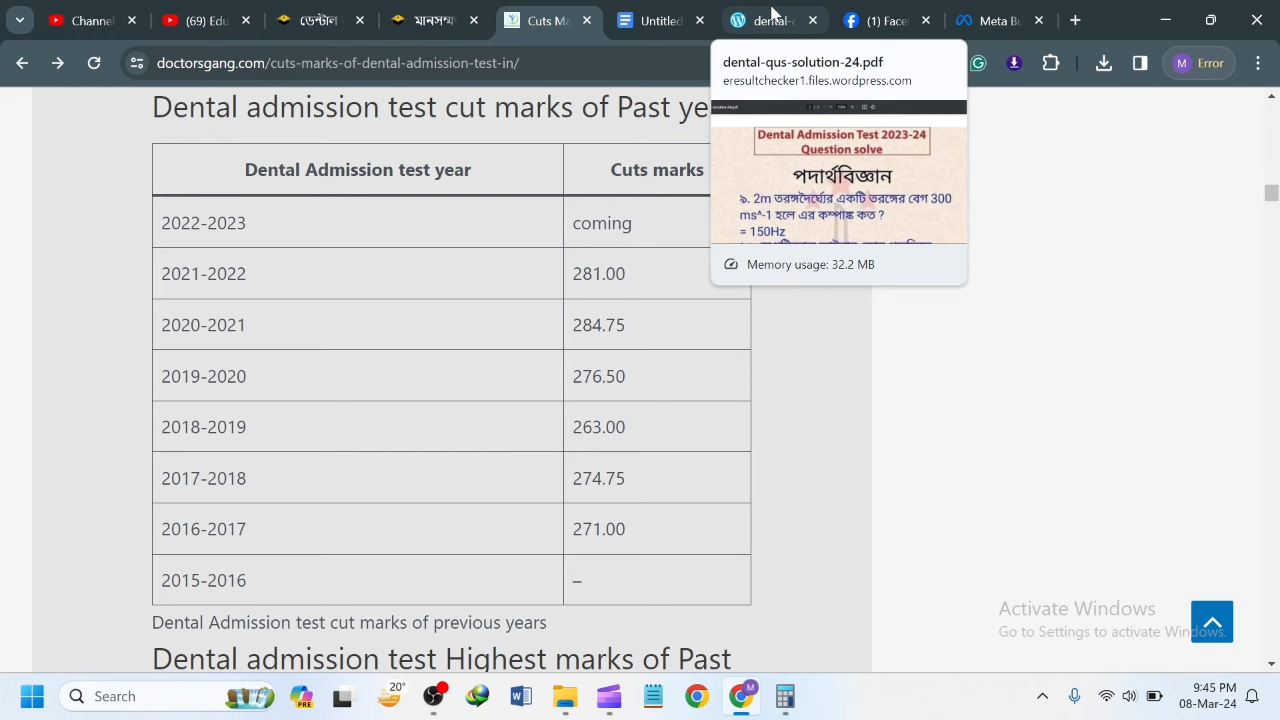 Channel
(69) Edu
সেন্টাল
মানসম্ম
Cuts Ma
Untitled
dental-c
(1) Facel
Meta Bu
doctorsgang.com/cuts-marks-of-dental-admission-test-in/
M
Error
dental-qus-solution-24.pdf
eresultchecker1.files.wordpress.com
Dental Admission Test 2023-24
Question solve
পদার্থবিজ্ঞান
৯. 2m তরঙ্গদৈর্ঘ্যের একটি তরঙ্গের বেগ 300
ms^-1 হলে এর কম্পাঙ্ক কত ?
= 150Hz
Memory usage: 32.2 MB
Dental admission test cut marks of Past ye
Dental Admission test year Cuts marks
2022-2023 coming
2021-2022 281.00
2020-2021 284.75
2019-2020 276.50
2018-2019 263.00
2017-2018 274.75
2016-2017 271.00
2015-2016 –
Dental Admission test cut marks of previous years
Dental admission test Highest marks of Past
Activate Windows
Go to Settings to activate Windows.
Search
PRE
20°
M
9:45 PM
08-Mar-24